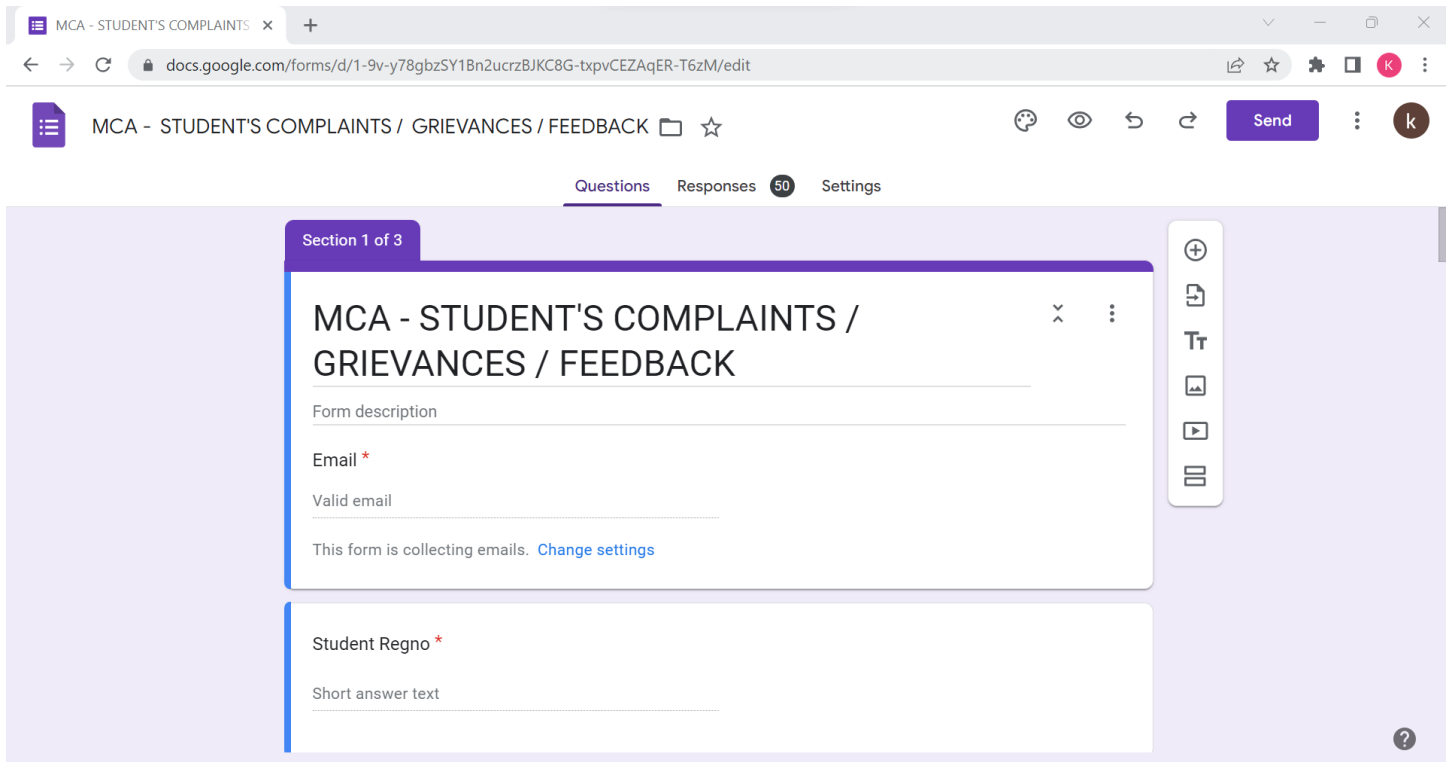 MCA - STUDENT'S COMPLAINTS
docs.google.com/forms/d/1-9v-y78gbzSY1Bn2ucrzBJKC8G-txpvCEZAqER-T6zM/edit
K
MCA - STUDENT'S COMPLAINTS / GRIEVANCES / FEEDBACK
Send
k
Questions
Responses 50
Settings
Section 1 of 3
MCA - STUDENT'S COMPLAINTS /
GRIEVANCES / FEEDBACK
Form description
Email *
Valid email
This form is collecting emails. Change settings
Student Regno *
Short answer text
Tт
?